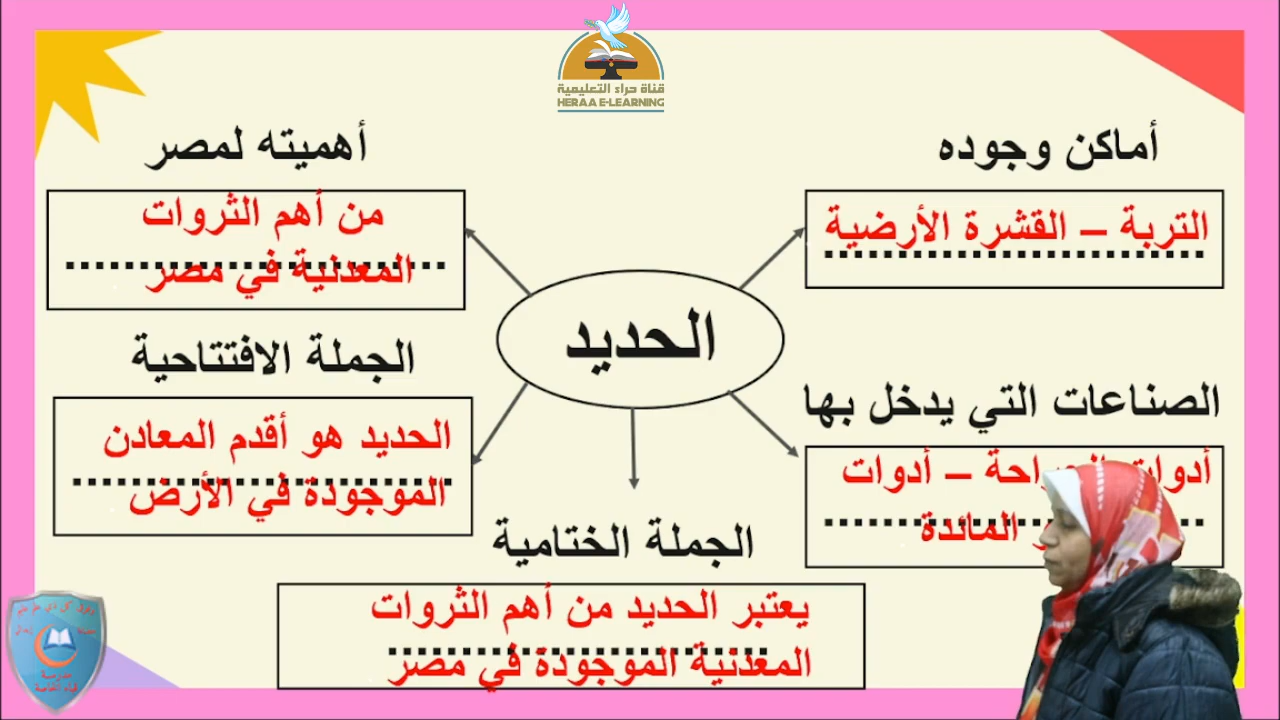 قناة حراء التعليمية
HERAA E-LEARNING
أماكن وجوده
التربة – القشرة الأرضية
أهميته لمصر
من أهم الثروات
المعدنية في مصر
الحديد
الصناعات التي يدخل بها
أدوات – أدوات
المائدة
الجملة الافتتاحية
الحديد هو أقدم المعادن
الموجودة في الأرض
الجملة الختامية
يعتبر الحديد من أهم الثروات
المعدنية الموجودة في مصر
مدرسة